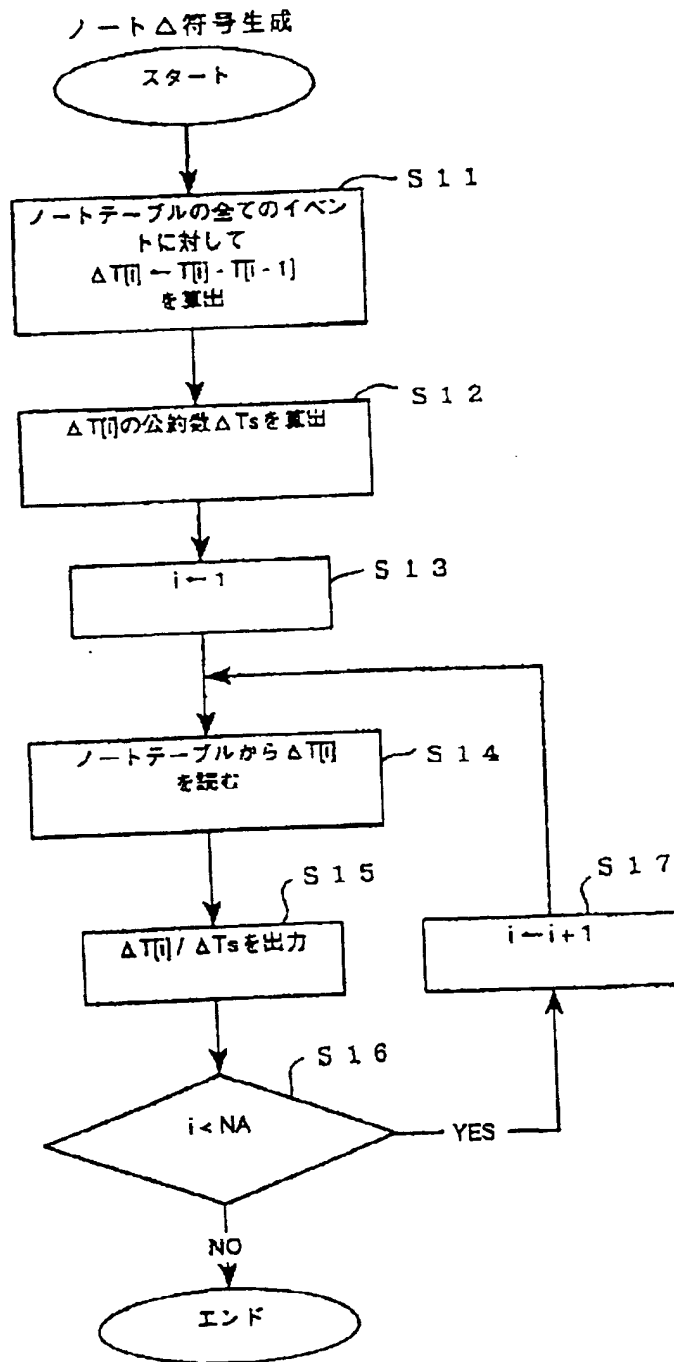 ノート△符号生成
スタート
S11
ノートテーブルの全てのイベン
トに対して
ΔT[i] ← T[i] - T[i - 1]
を算出
S12
ΔT[i]の公約数ΔTsを算出
S13
i ← 1
S14
ノートテーブルからΔT[i]
を読む
S15
ΔT[i] / ΔTsを出力
S17
i ← i + 1
S16
i < NA
YES
NO
エンド